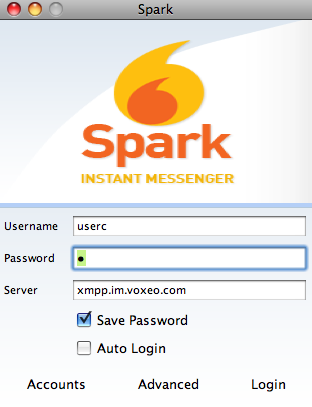 Spark
Spark
INSTANT MESSENGER
Username userc
Password •
Server xmpp.im.voxeo.com
Save Password
Auto Login
Accounts Advanced Login